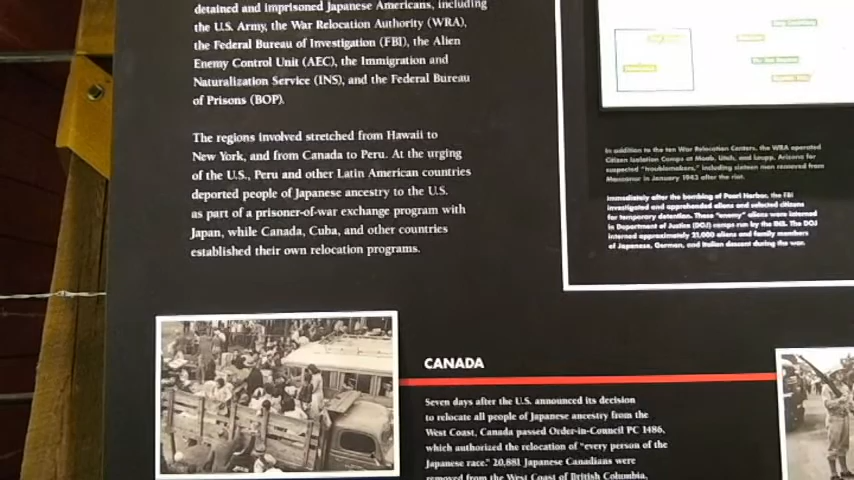 detained and imprisoned Japanese Americans, including
the U.S. Army, the War Relocation Authority (WRA),
the Federal Bureau of Investigation (FBI), the Alien
Enemy Control Unit (AEC), the Immigration and
Naturalization Service (INS), and the Federal Bureau
of Prisons (BOP).
The regions involved stretched from Hawaii to
New York, and from Canada to Peru. At the urging
of the U.S., Peru and other Latin American countries
deported people of Japanese ancestry to the U.S.
as part of a prisoner-of-war exchange program with
Japan, while Canada, Cuba, and other countries
established their own relocation programs.
In addition to the ten War Relocation Centers, the WRA operated
Citizen Isolation Camps at Moab, Utah, and Leupp, Arizona for
suspected "troublemakers," including sixteen men removed from
Manzanar in January 1943 after the riot.
Immediately after the bombing of Pearl Harbor, the FBI
investigated and apprehended aliens and selected citizens
for temporary detention. These "enemy" aliens were interned
in Department of Justice (DOJ) camps run by the INS. The DOJ
interned approximately 21,000 aliens and family members
of Japanese, German, and Italian descent during the war.
CANADA
Seven days after the U.S. announced its decision
to relocate all people of Japanese ancestry from the
West Coast, Canada passed Order-in-Council PC 1486,
which authorized the relocation of "every person of the
Japanese race." 20,881 Japanese Canadians were
removed from the West Coast of British Columbia,